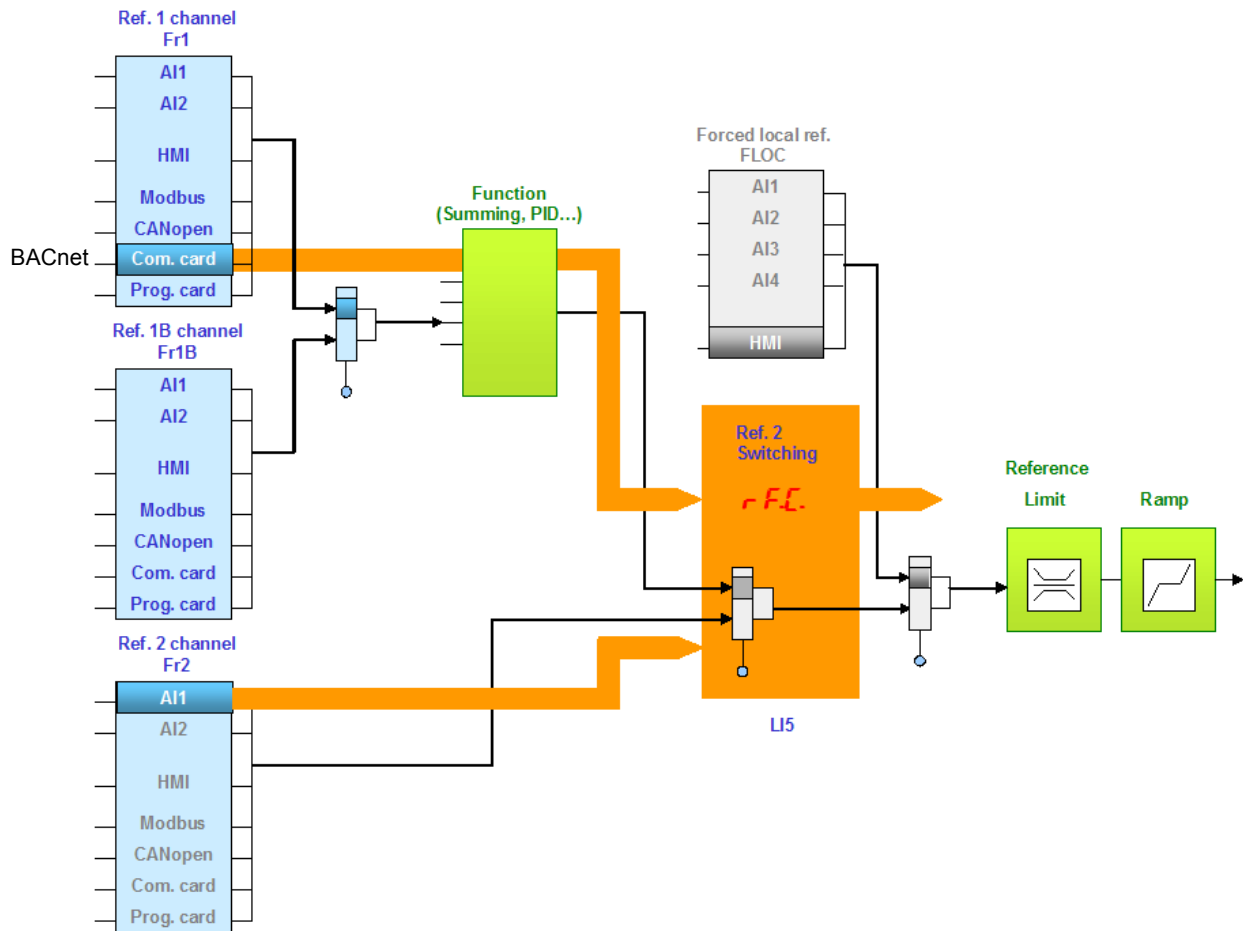 Ref. 1 channel
Fr1
AI1
AI2
HMI
Modbus
CANopen
BACnet
Com. card
Prog. card
Ref. 1B channel
Fr1B
AI1
AI2
HMI
Modbus
CANopen
Com. card
Prog. card
Ref. 2 channel
Fr2
AI1
AI2
HMI
Modbus
CANopen
Com. card
Prog. card
Function
(Summing, PID...)
Forced local ref.
FLOC
AI1
AI2
AI3
AI4
HMI
Ref. 2
Switching
rF.C.
LI5
Reference
Limit
Ramp